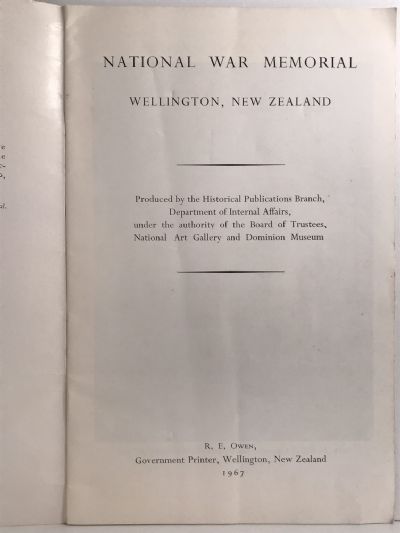 NATIONAL WAR MEMORIAL
WELLINGTON, NEW ZEALAND
Produced by the Historical Publications Branch,
Department of Internal Affairs,
under the authority of the Board of Trustees,
National Art Gallery and Dominion Museum
R. E. OWEN,
Government Printer, Wellington, New Zealand
1967